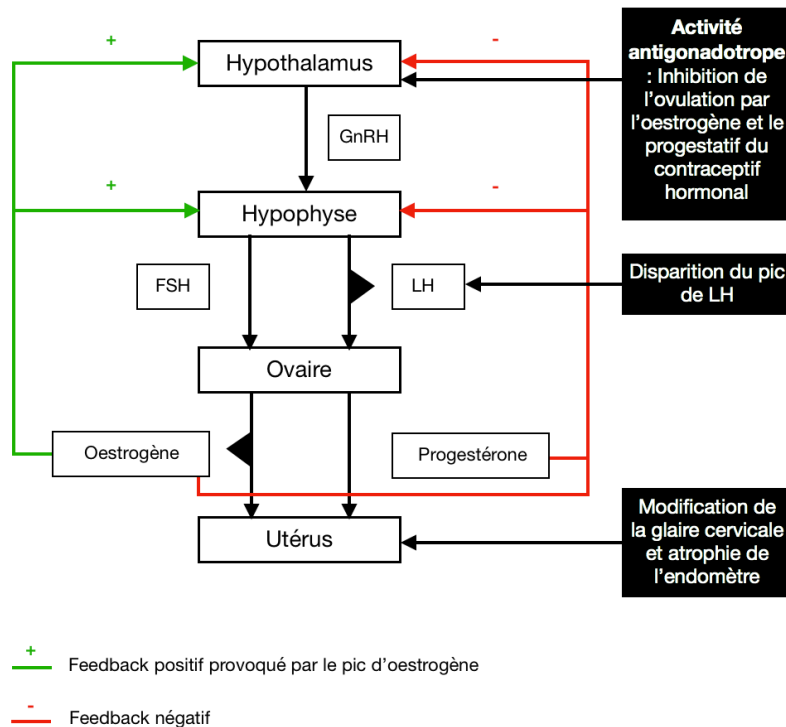 +
-
Hypothalamus
GnRH
+
-
Hypophyse
FSH
LH
Ovaire
Oestrogène
Progestérone
Utérus
Activité
antigonadotrope
: Inhibition de
l'ovulation par
l'oestrogène et le
progestatif du
contraceptif
hormonal
Disparition du pic
de LH
Modification de
la glaire cervicale
et atrophie de
l'endomètre
+
Feedback positif provoqué par le pic d'oestrogène
-
Feedback négatif